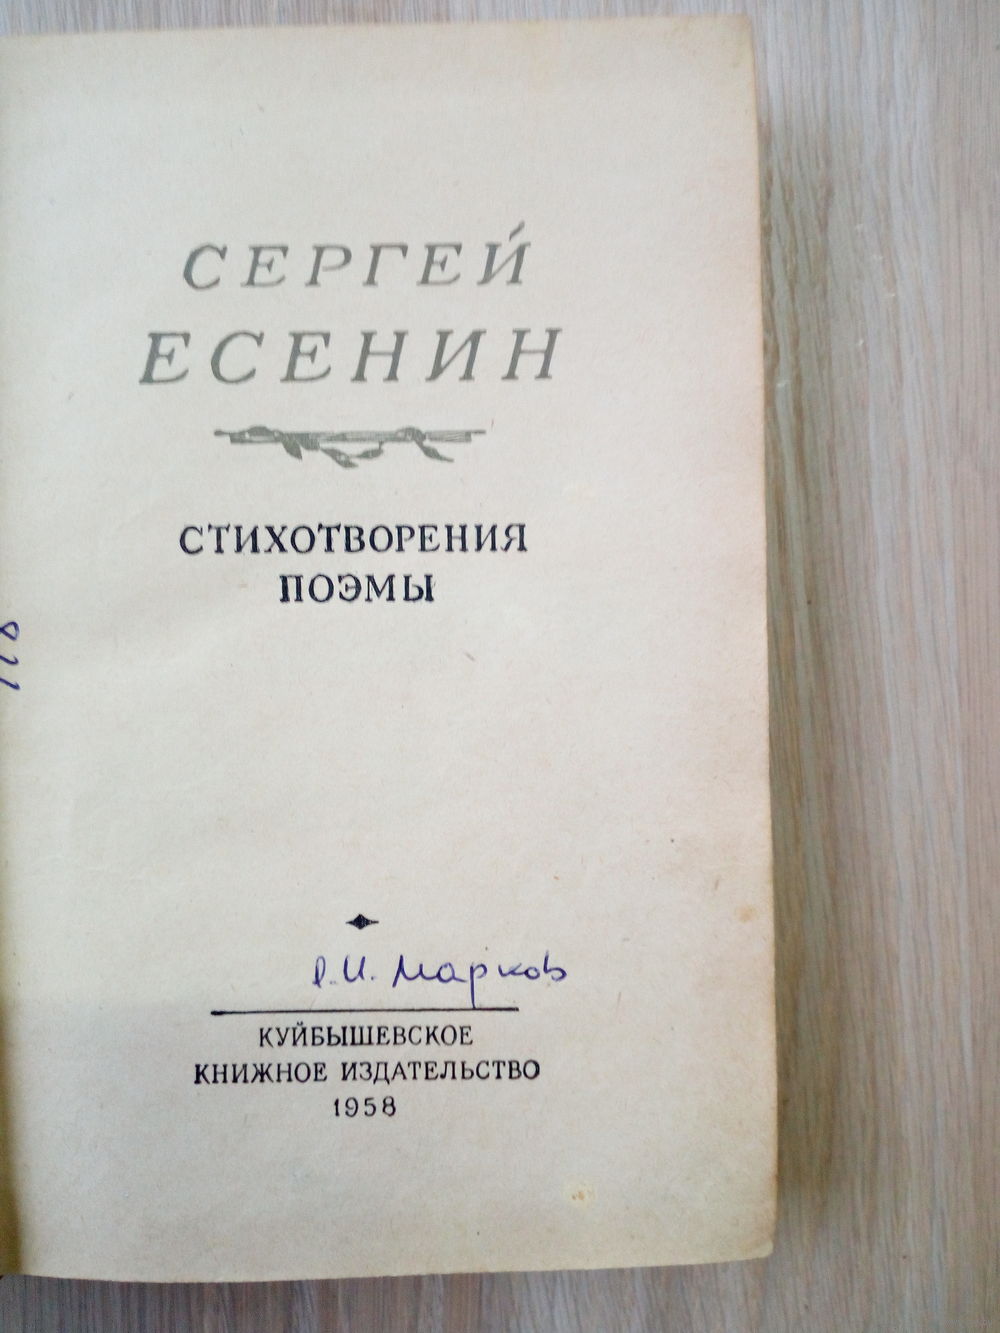 СЕРГЕЙ
ЕСЕНИН
СТИХОТВОРЕНИЯ
ПОЭМЫ
И. Марков
КУЙБЫШЕВСКОЕ
КНИЖНОЕ ИЗДАТЕЛЬСТВО
1958